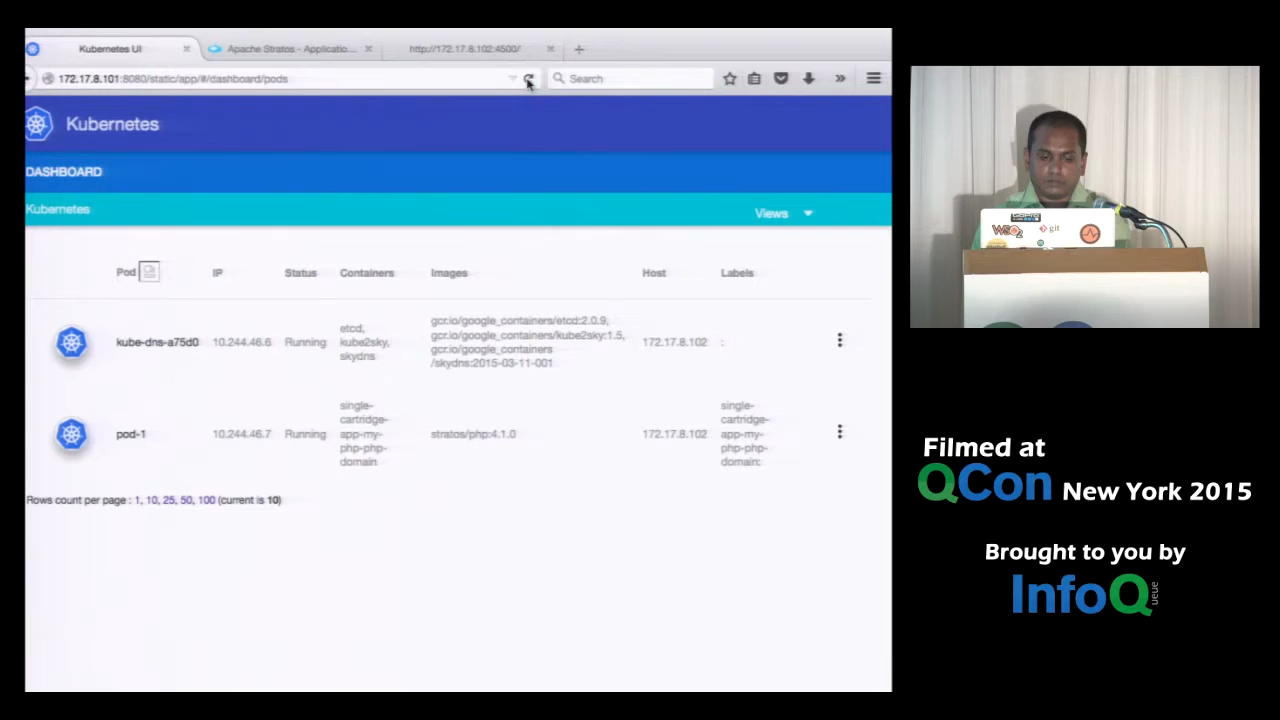 Kubernetes UI
Apache Stratos - Applicatio...
http://172.17.8.102:4500/
172.17.8.101:8080/static/app/#/dashboard/pods
Search
Kubernetes
DASHBOARD
Kubernetes
Views
Pod IP Status Containers Images Host Labels
kube-dns-a75d0 10.244.46.6 Running
etcd,
kube2sky,
skydns
gcr.io/google_containers/etcd:2.0.9,
gcr.io/google_containers/kube2sky:1.5,
gcr.io/google_containers
/skydns:2015-03-11-001
172.17.8.102 :
pod-1 10.244.46.7 Running
single-
cartridge-
app-my-
php-php-
domain
stratos/php:4.1.0
172.17.8.102
single-
cartridge-
app-my-
php-php-
domain:
Rows count per page : 1, 10, 25, 50, 100 (current is 10)
WSO2
git
Filmed at
QCon New York 2015
Brought to you by
InfoQ
ueue